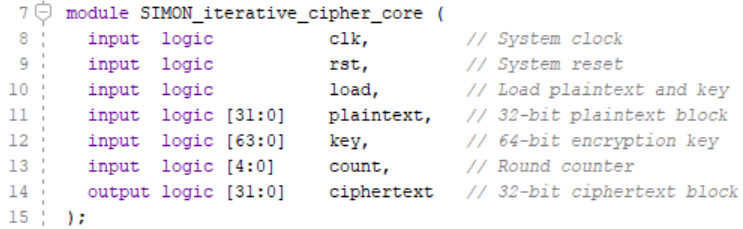 7 module SIMON_iterative_cipher_core (
8 input logic clk, // System clock
9 input logic rst, // System reset
10 input logic load, // Load plaintext and key
11 input logic [31:0] plaintext, // 32-bit plaintext block
12 input logic [63:0] key, // 64-bit encryption key
13 input logic [4:0] count, // Round counter
14 output logic [31:0] ciphertext // 32-bit ciphertext block
15 );